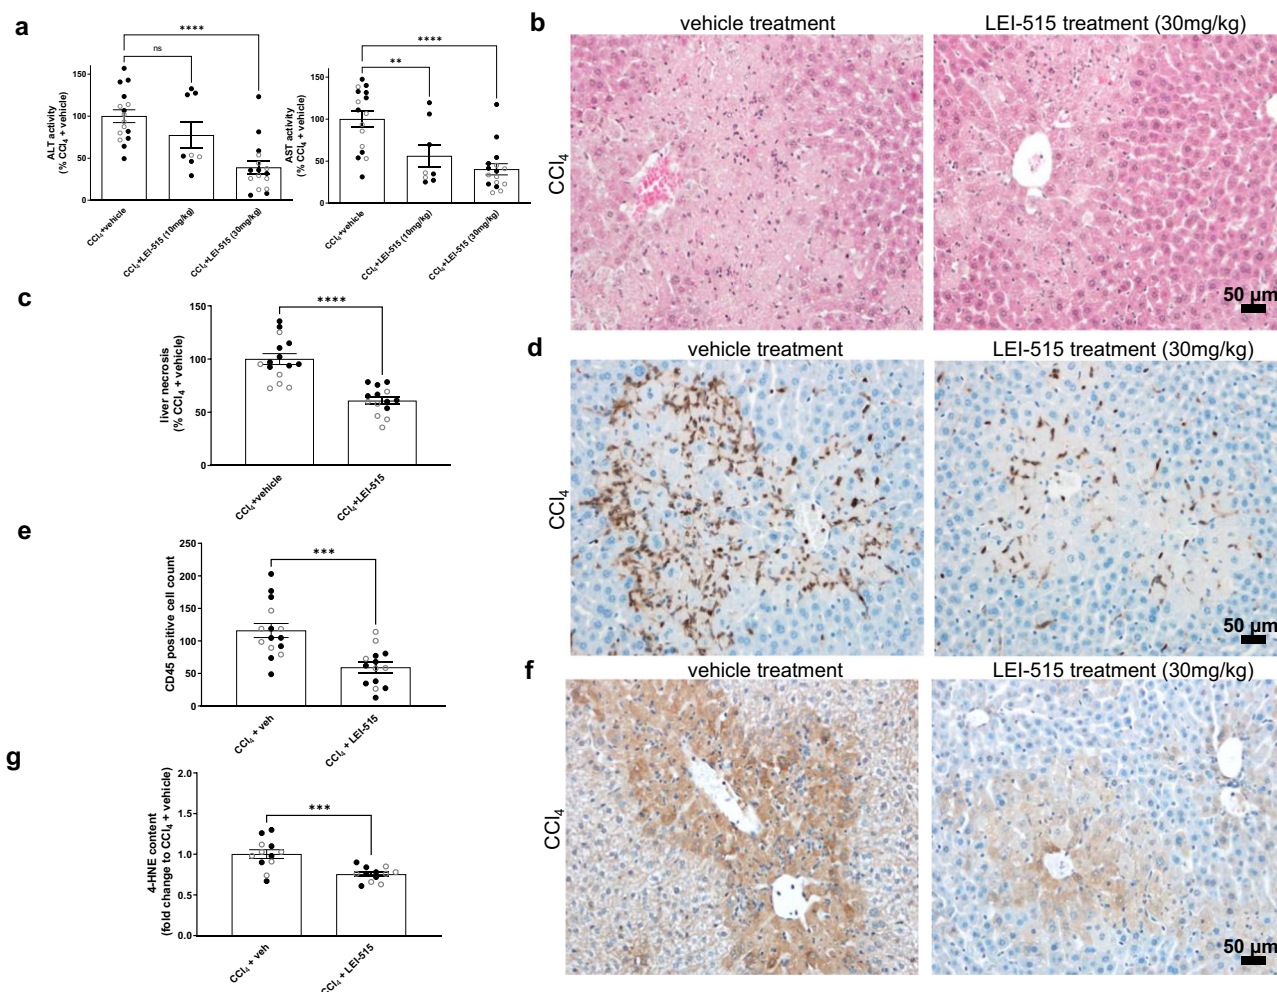 a
****
ns
ALT activity
(% CCl₄ + vehicle)
150
100
50
0
CCl₄+vehicle
CCl₄+LEI-515 (10mg/kg)
CCl₄+LEI-515 (30mg/kg)
****
**
AST activity
(% CCl₄ + vehicle)
150
100
50
0
CCl₄+vehicle
CCl₄+LEI-515 (10mg/kg)
CCl₄+LEI-515 (30mg/kg)
b
vehicle treatment
LEI-515 treatment (30mg/kg)
CCl₄
50 µm
c
****
liver necrosis
(% CCl₄ + vehicle)
150
100
50
0
CCl₄+vehicle
CCl₄+LEI-515
d
vehicle treatment
LEI-515 treatment (30mg/kg)
CCl₄
50 µm
e
***
CD45 positive cell count
250
200
150
100
50
0
CCl₄ + veh
CCl₄ + LEI-515
f
vehicle treatment
LEI-515 treatment (30mg/kg)
CCl₄
50 µm
g
***
4-HNE content
(fold change to CCl₄ + vehicle)
2.0
1.5
1.0
0.5
0.0
CCl₄ + veh
CCl₄ + LEI-515